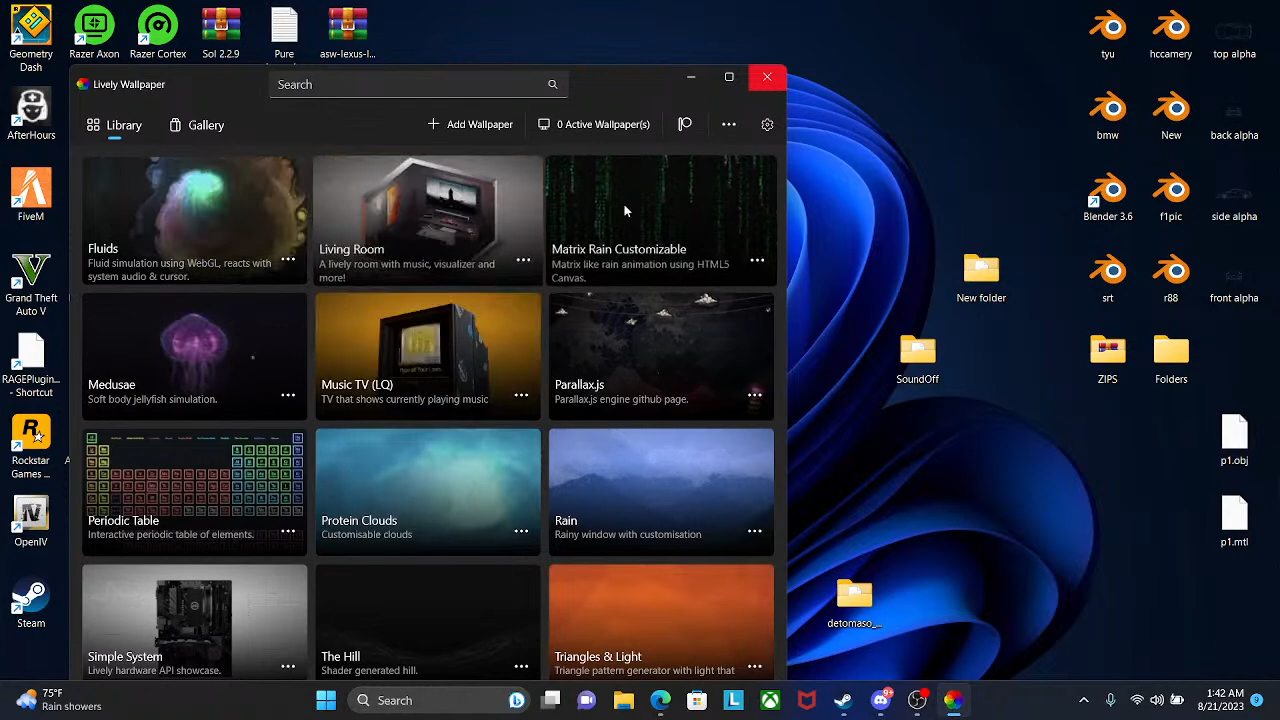 Geometry
Dash
Razer Axon
Razer Cortex
Sol 2.2.9
Pure
asw-lexus-l...
AfterHours
FiveM
Grand Theft
Auto V
RAGEPlugin...
- Shortcut
Rockstar
Games ...
OpenIV
Steam
Lively Wallpaper
Search
Library
Gallery
Add Wallpaper
0 Active Wallpaper(s)
Fluids
Fluid simulation using WebGL, reacts with
system audio & cursor.
Living Room
A lively room with music, visualizer and
more!
Matrix Rain Customizable
Matrix like rain animation using HTML5
Canvas.
Medusae
Soft body jellyfish simulation.
Music TV (LQ)
TV that shows currently playing music
Parallax.js
Parallax.js engine github page.
Periodic Table
Interactive periodic table of elements.
Protein Clouds
Customisable clouds
Rain
Rainy window with customisation
Simple System
Lively hardware API showcase.
The Hill
Shader generated hill.
Triangles & Light
Triangle pattern generator with light that
New folder
SoundOff
detomaso_...
tyu
hccamery
top alpha
bmw
New
back alpha
Blender 3.6
f1pic
side alpha
srt
r88
front alpha
ZIPS
Folders
p1.obj
p1.mtl
75°F
Rain showers
Search
9+
:42 AM
8/21/2023